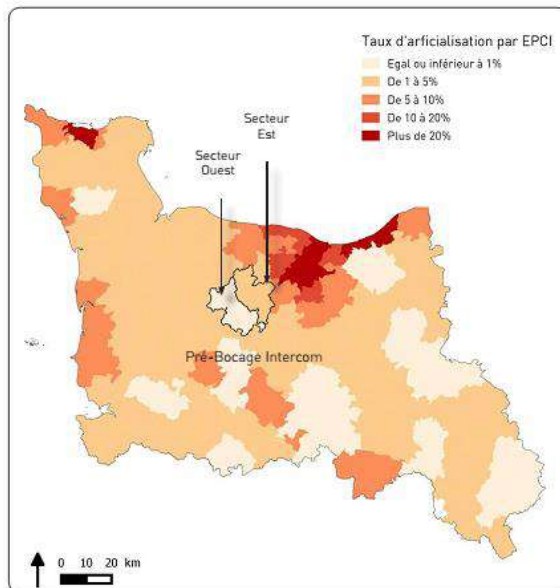 Taux d'arficialisation par EPCI
Egal ou inférieur à 1%
De 1 à 5%
De 5 à 10%
De 10 à 20%
Plus de 20%
Secteur
Est
Secteur
Ouest
Pré-Bocage Intercom
0 10 20 km